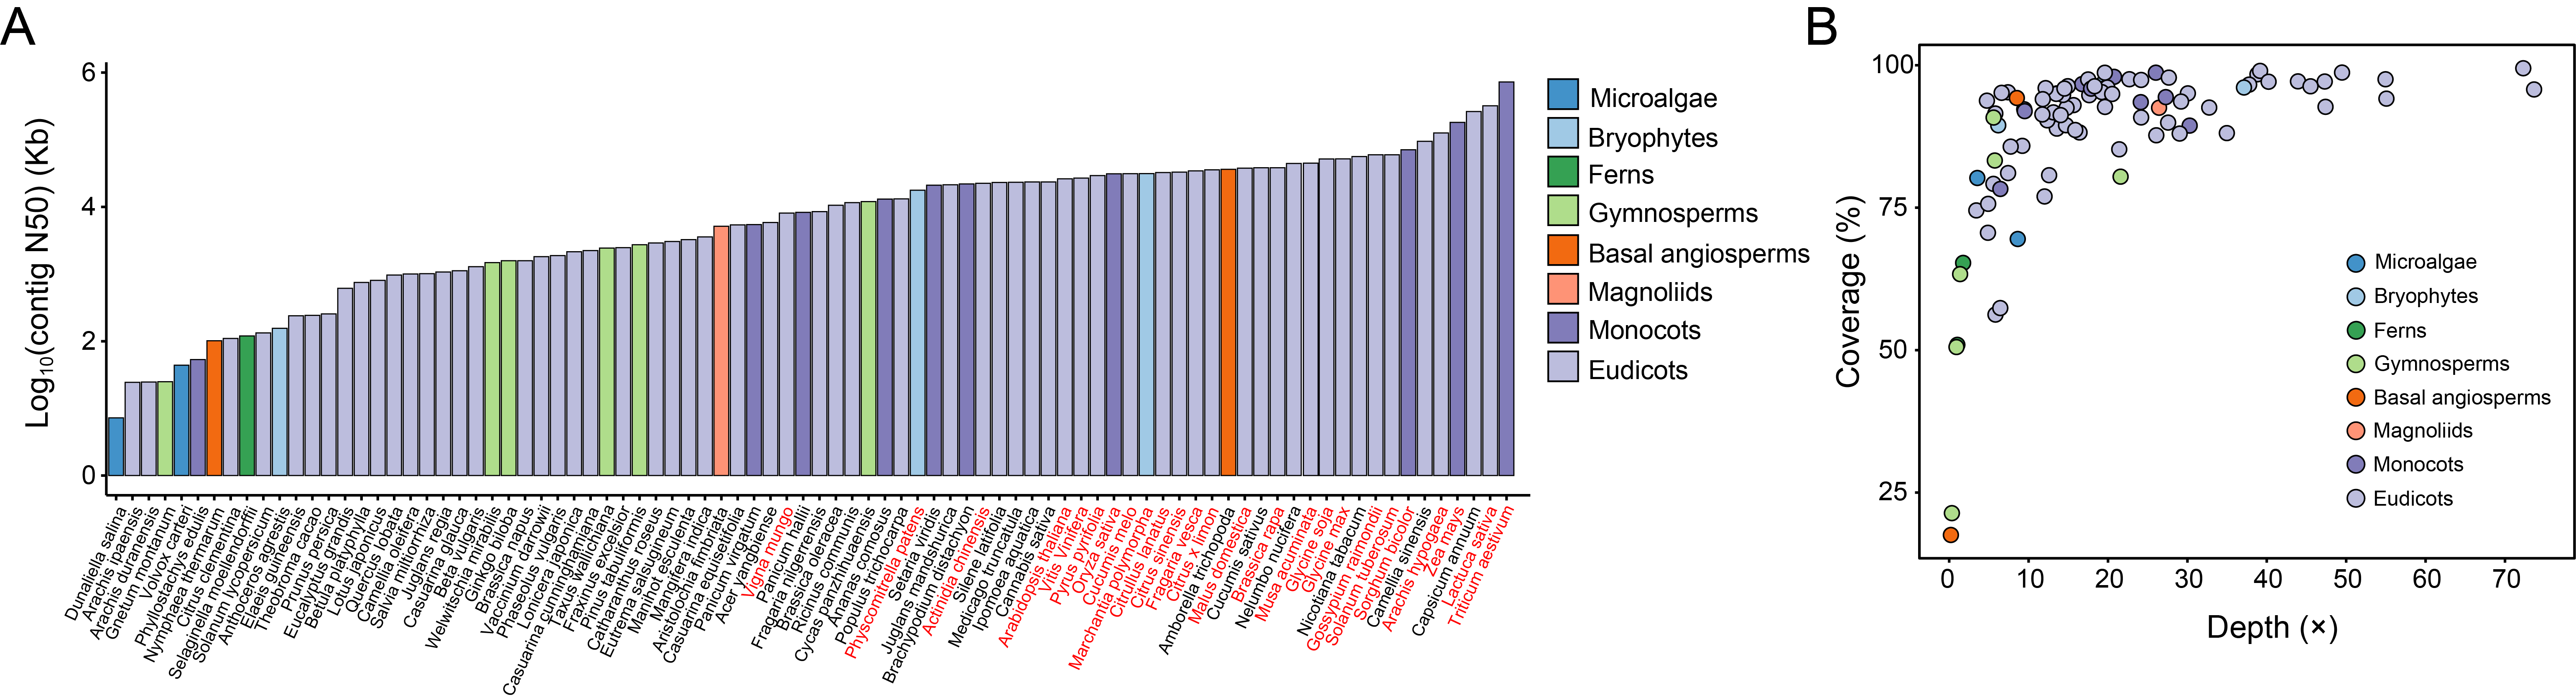 A
Log₁₀(contig N50) (Kb)
6
4
2
0
Dunaliella salina
Arachis ipaensis
Arachis duranensis
Gnetum montanum
Volvox carteri
Phyllostachys edulis
Nymphaea thermarum
Citrus clementina
Selaginella moellendorffii
Solanum lycopersicum
Anthoceros agrestis
Elaeis guineensis
Theobroma cacao
Prunus persica
Eucalyptus grandis
Betula platyphylla
Lotus japonicus
Quercus lobata
Camellia oleifera
Salvia miltiorrhiza
Juglans regia
Casuarina glauca
Beta vulgaris
Welwitschia mirabilis
Ginkgo biloba
Brassica napus
Vaccinium darrowii
Phaseolus vulgaris
Lonicera japonica
Casuarina cunninghamiana
Taxus wallichiana
Fraxinus excelsior
Pinus tabuliformis
Catharanthus roseus
Eutrema salsugineum
Manihot esculenta
Mangifera indica
Aristolochia fimbriata
Casuarina equisetifolia
Panicum virgatum
Acer yangbiense
Vigna mungo
Panicum hallii
Fragaria nilgerrensis
Brassica oleracea
Ricinus communis
Cycas panzhihuaensis
Ananas comosus
Populus trichocarpa
Physcomitrella patens
Setaria viridis
Juglans mandshurica
Brachypodium distachyon
Actinidia chinensis
Silene latifolia
Medicago truncatula
Ipomoea aquatica
Cannabis sativa
Arabidopsis thaliana
Vitis Vinifera
Pyrus pyrifolia
Oryza sativa
Cucumis melo
Marchantia polymorpha
Citrullus lanatus
Citrus sinensis
Fragaria vesca
Citrus x limon
Amborella trichopoda
Malus domestica
Cucumis sativus
Brassica rapa
Nelumbo nucifera
Musa acuminata
Glycine soja
Glycine max
Nicotiana tabacum
Gossypium raimondii
Solanum tuberosum
Sorghum bicolor
Camellia sinensis
Arachis hypogaea
Zea mays
Capsicum annuum
Lactuca sativa
Triticum aestivum
Microalgae
Bryophytes
Ferns
Gymnosperms
Basal angiosperms
Magnoliids
Monocots
Eudicots
B
Coverage (%)
100
75
50
25
0 10 20 30 40 50 60 70
Depth (×)
Microalgae
Bryophytes
Ferns
Gymnosperms
Basal angiosperms
Magnoliids
Monocots
Eudicots